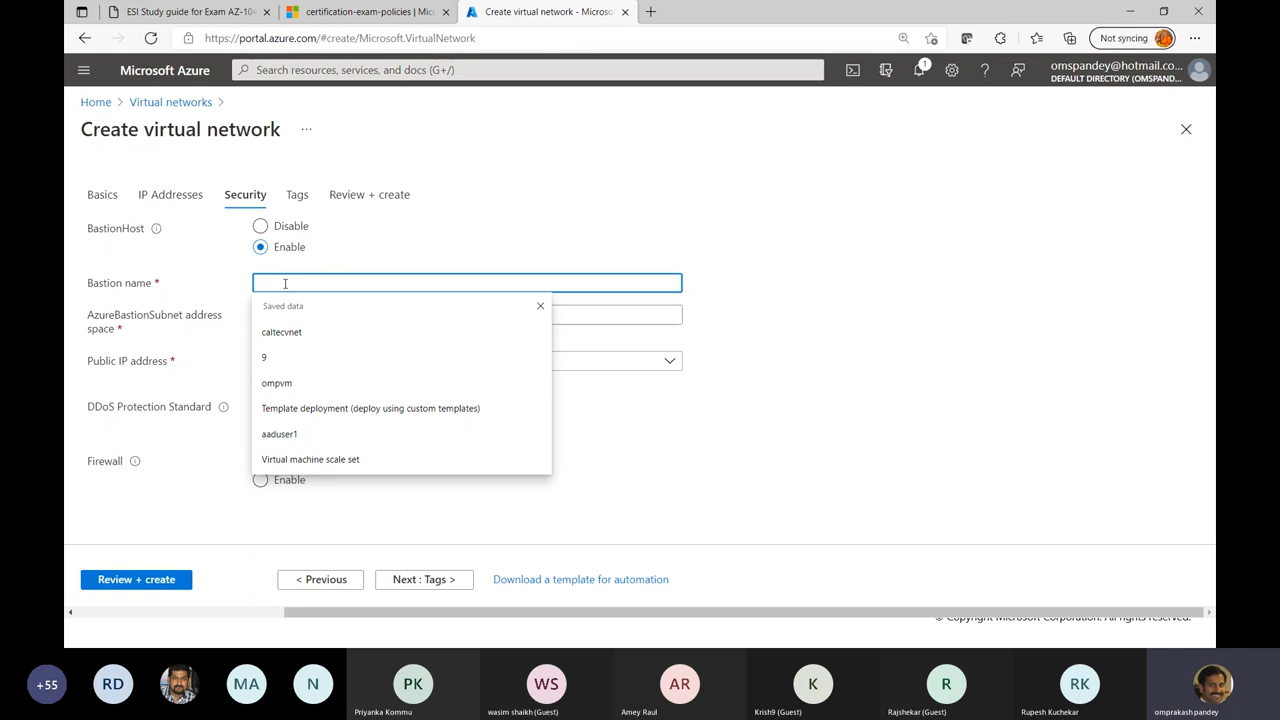 ESI Study guide for Exam AZ-104
certification-exam-policies | Mic
Create virtual network - Microso
https://portal.azure.com/#create/Microsoft.VirtualNetwork
Not syncing
Microsoft Azure
Search resources, services, and docs (G+/)
1
omspandey@hotmail.co...
DEFAULT DIRECTORY (OMSPAND...
Home > Virtual networks >
Create virtual network ...
Basics
IP Addresses
Security
Tags
Review + create
BastionHost
Disable
Enable
Bastion name *
Saved data
caltecvnet
9
ompvm
Template deployment (deploy using custom templates)
aaduser1
Virtual machine scale set
AzureBastionSubnet address
space *
Public IP address *
DDoS Protection Standard
Firewall
Enable
Review + create
< Previous
Next : Tags >
Download a template for automation
© Copyright Microsoft Corporation. All rights reserved.
+55
RD
MA
N
PK
Priyanka Kommu
WS
wasim shaikh (Guest)
AR
Amey Raul
K
Krish9 (Guest)
R
Rajshekar (Guest)
RK
Rupesh Kuchekar
omprakash pandey